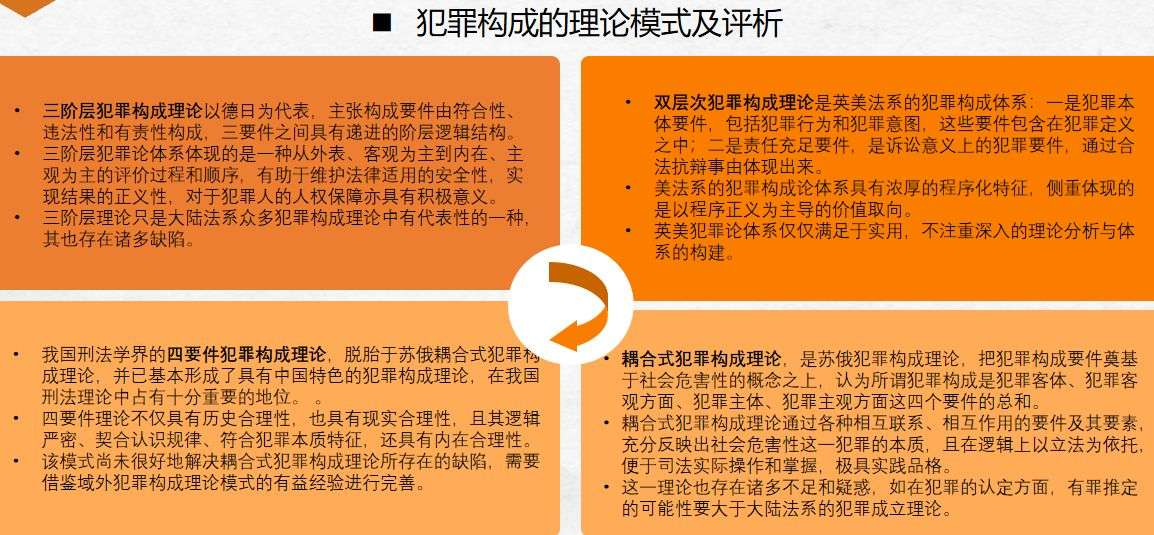 ■ 犯罪构成的理论模式及评析
• 三阶层犯罪构成理论以德日为代表，主张构成要件由符合性、
违法性和有责性构成，三要件之间具有递进的阶层逻辑结构。
• 三阶层犯罪论体系体现的是一种从外表、客观为主到内在、主
观为主的评价过程和顺序，有助于维护法律适用的安全性，实
现结果的正义性，对于犯罪人的人权保障亦具有积极意义。
• 三阶层理论只是大陆法系众多犯罪构成理论中有代表性的一种，
其也存在诸多缺陷。
• 双层次犯罪构成理论是英美法系的犯罪构成体系：一是犯罪本
体要件，包括犯罪行为和犯罪意图，这些要件包含在犯罪定义
之中；二是责任充足要件，是诉讼意义上的犯罪要件，通过合
法抗辩事由体现出来。
• 美法系的犯罪构成论体系具有浓厚的程序化特征，侧重体现的
是以程序正义为主导的价值取向。
• 英美犯罪论体系仅仅满足于实用，不注重深入的理论分析与体
系的构建。
• 我国刑法学界的四要件犯罪构成理论，脱胎于苏俄耦合式犯罪构
成理论，并已基本形成了具有中国特色的犯罪构成理论，在我国
刑法理论中占有十分重要的地位。 。
• 四要件理论不仅具有历史合理性，也具有现实合理性，且其逻辑
严密、契合认识规律、符合犯罪本质特征，还具有内在合理性。
• 该模式尚未很好地解决耦合式犯罪构成理论所存在的缺陷，需要
借鉴域外犯罪构成理论模式的有益经验进行完善。
• 耦合式犯罪构成理论，是苏俄犯罪构成理论，把犯罪构成要件奠基
于社会危害性的概念之上，认为所谓犯罪构成是犯罪客体、犯罪客
观方面、犯罪主体、犯罪主观方面这四个要件的总和。
• 耦合式犯罪构成理论通过各种相互联系、相互作用的要件及其要素，
充分反映出社会危害性这一犯罪的本质，且在逻辑上以立法为依托，
便于司法实际操作和掌握，极具实践品格。
• 这一理论也存在诸多不足和疑惑，如在犯罪的认定方面，有罪推定
的可能性要大于大陆法系的犯罪成立理论。